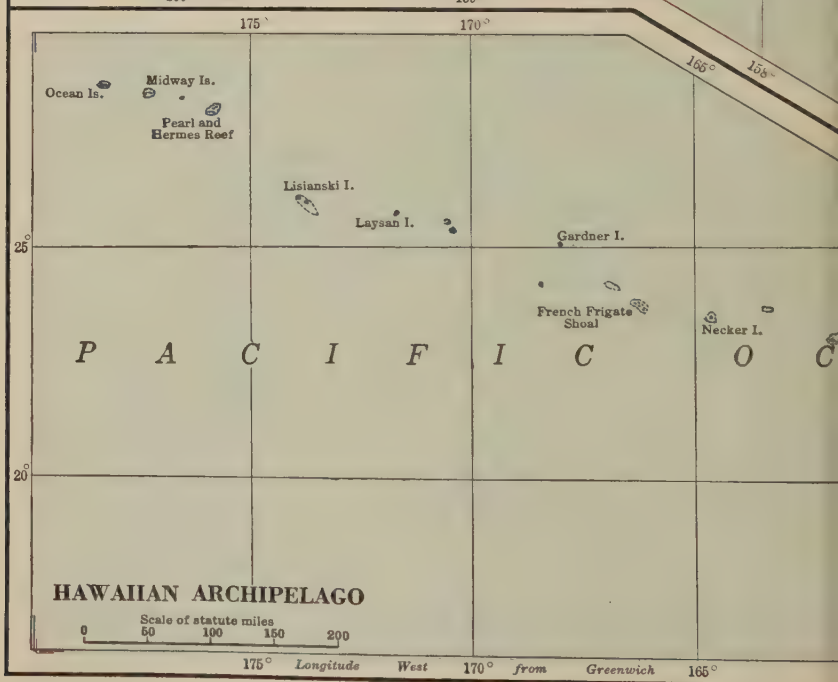 175°
170°
165°
158°
Ocean Is.
Midway Is.
Pearl and
Hermes Reef
Lisianski I.
Laysan I.
25°
Gardner I.
French Frigate
Shoal
Necker I.
P A C I F I C O C
20°
HAWAIIAN ARCHIPELAGO
Scale of statute miles
0 50 100 150 200
175° Longitude West 170° from Greenwich 165°